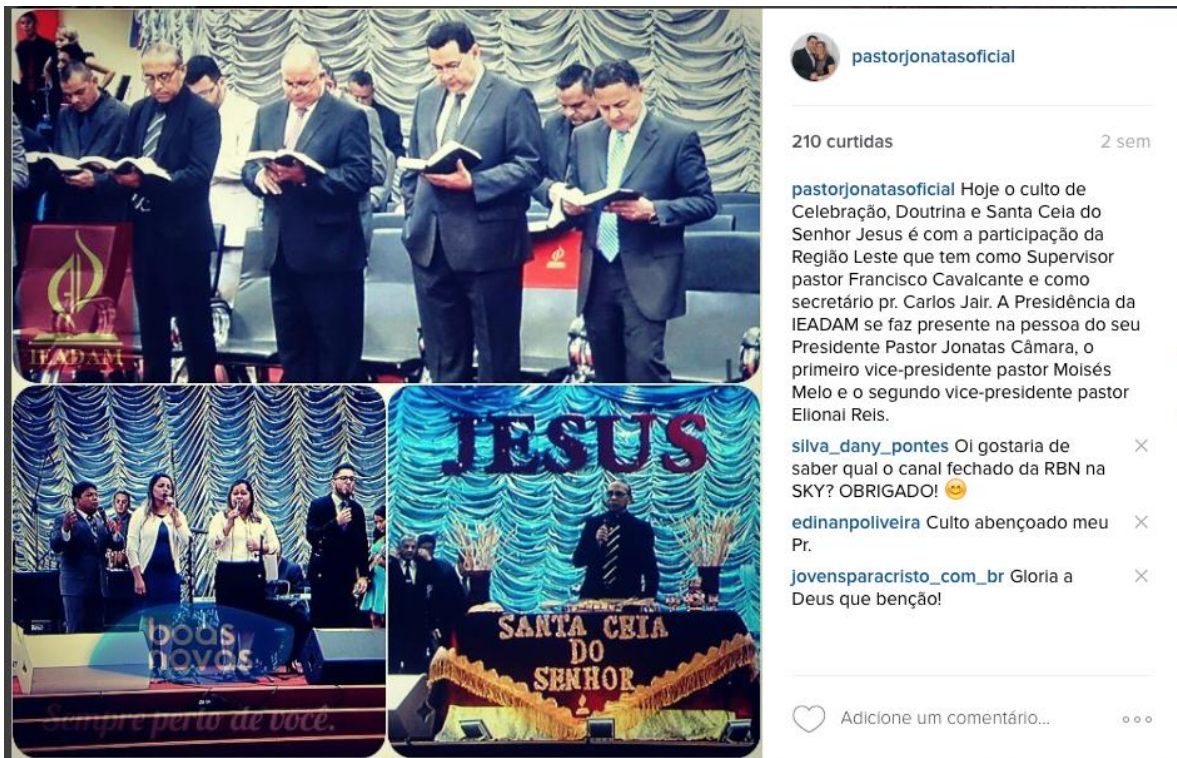 IEADAM
boas
novas
Sempre perto de você.
JESUS
SANTA CEIA
DO
SENHOR
pastorjonatasoficial
210 curtidas
2 sem
pastorjonatasoficial Hoje o culto de
Celebração, Doutrina e Santa Ceia do
Senhor Jesus é com a participação da
Região Leste que tem como Supervisor
pastor Francisco Cavalcante e como
secretário pr. Carlos Jair. A Presidência da
IEADAM se faz presente na pessoa do seu
Presidente Pastor Jonatas Câmara, o
primeiro vice-presidente pastor Moisés
Melo e o segundo vice-presidente pastor
Elionai Reis.
silva_dany_pontes Oi gostaria de
saber qual o canal fechado da RBN na
SKY? OBRIGADO! 😊
edinanpoliveira Culto abençoado meu
Pr.
jovensparacristo_com_br Gloria a
Deus que benção!
Adicione um comentário...